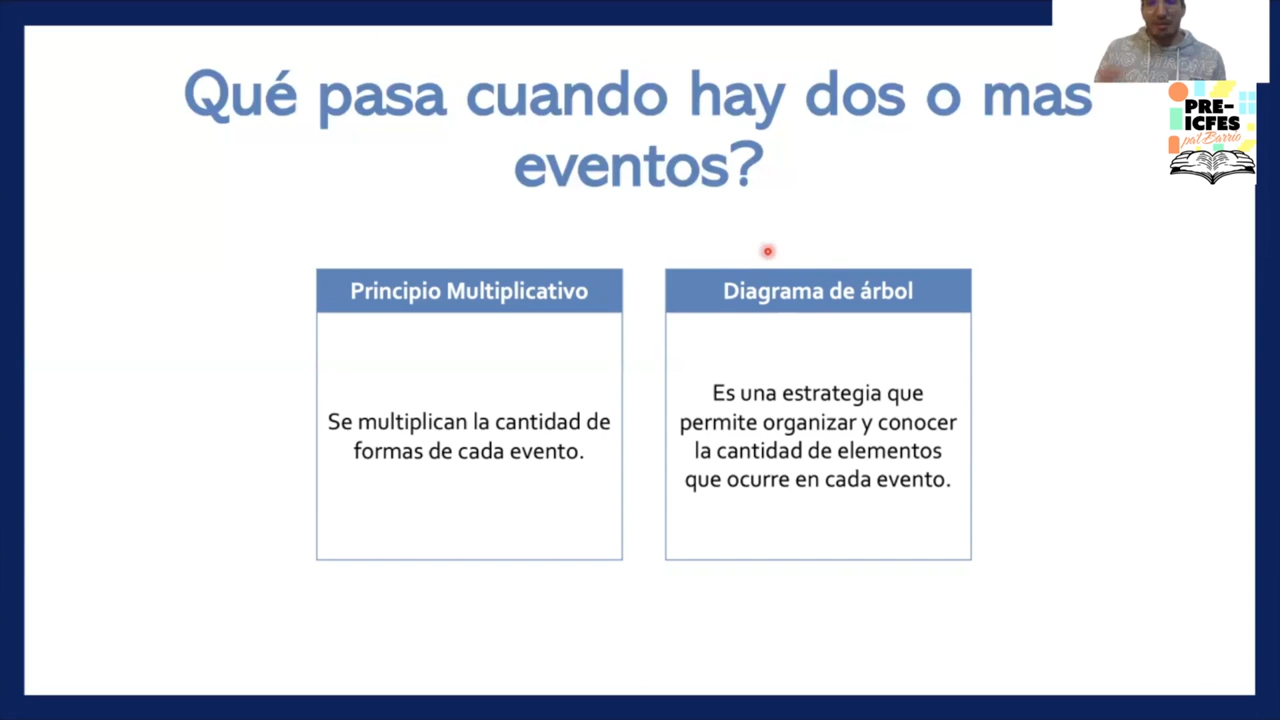 Qué pasa cuando hay dos o mas
eventos?
PRE-
ICFES
pa'l Barrio
Principio Multiplicativo
Se multiplican la cantidad de
formas de cada evento.
Diagrama de árbol
Es una estrategia que
permite organizar y conocer
la cantidad de elementos
que ocurre en cada evento.